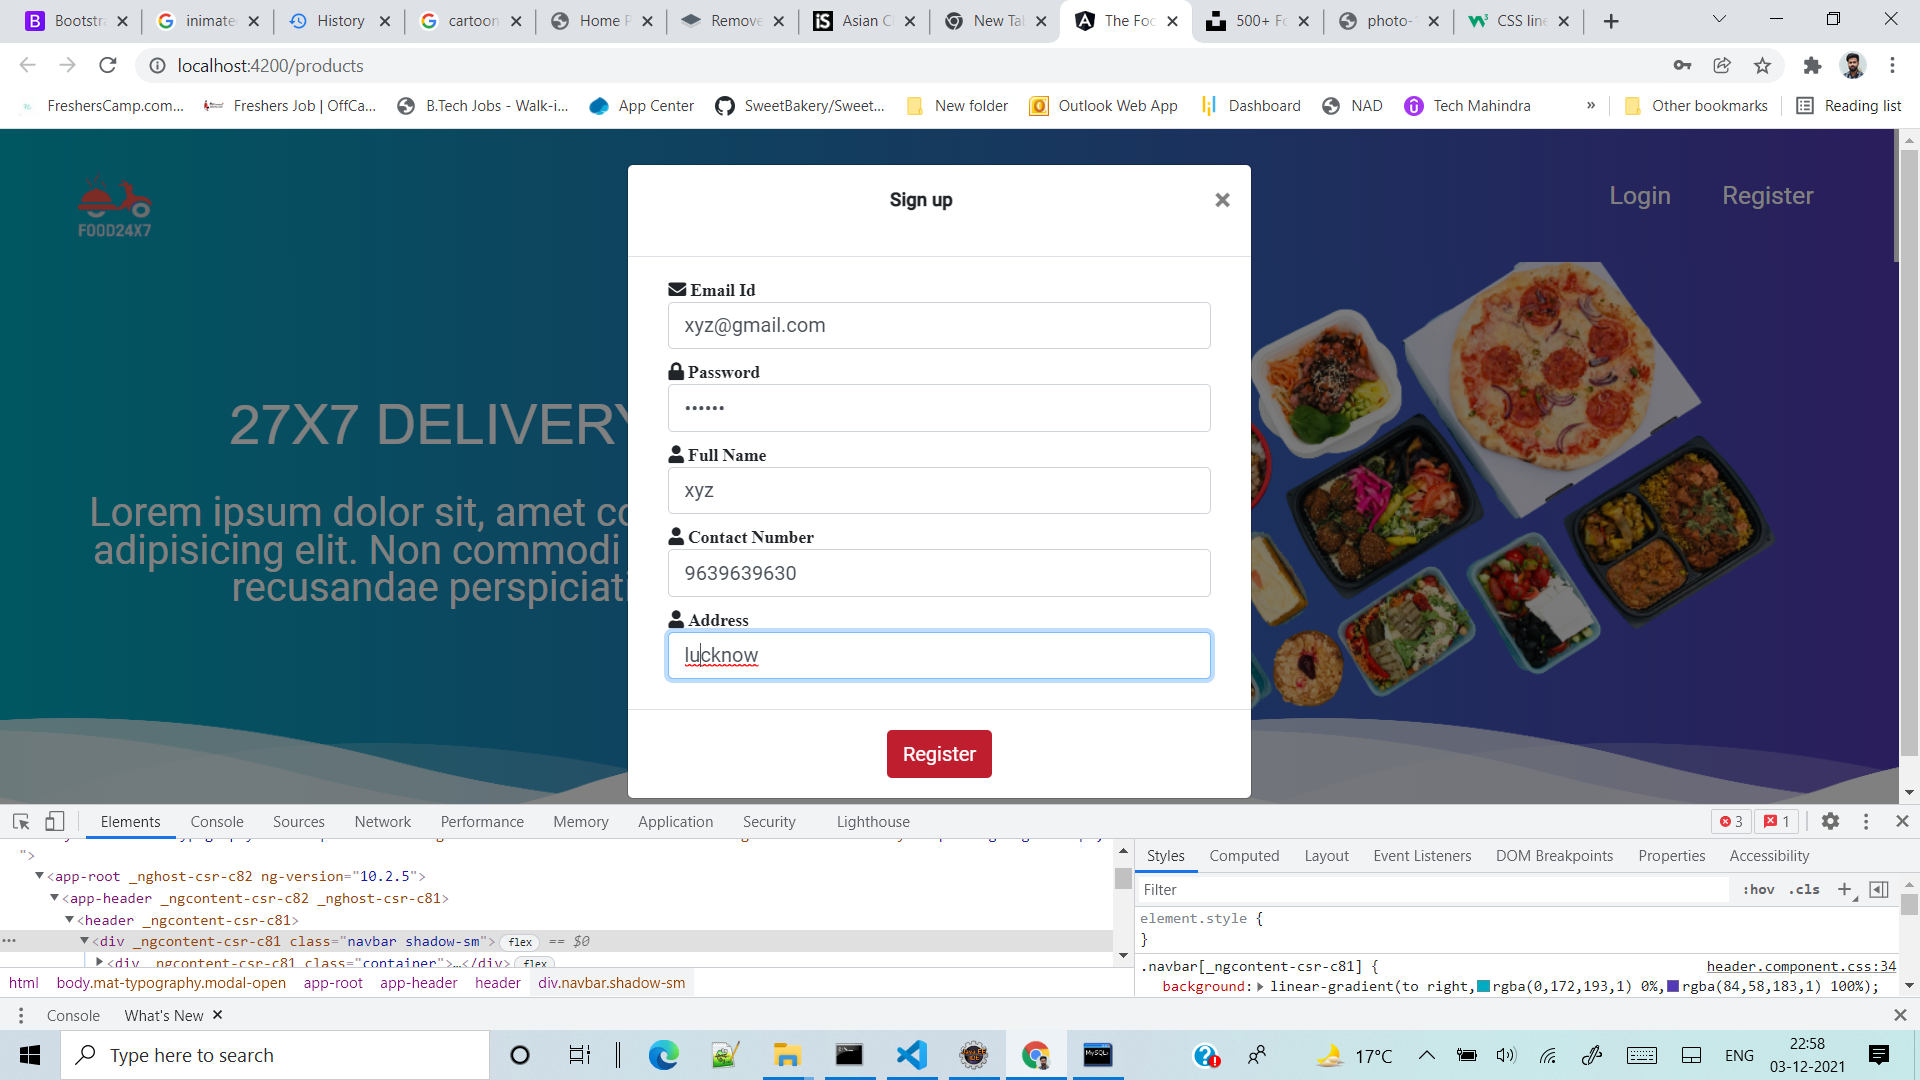 Bootstra
inimate
History
cartoon
Home P
Remove
iS Asian C
New Tab
The Foo
500+ Fo
photo-
CSS line
localhost:4200/products
FreshersCamp.com...
Freshers Job | OffCa...
B.Tech Jobs - Walk-i...
App Center
SweetBakery/Sweet...
New folder
Outlook Web App
Dashboard
NAD
Tech Mahindra
»
Other bookmarks
Reading list
FOOD24X7
Login
Register
27X7 DELIVERY
Lorem ipsum dolor sit, amet co
adipisicing elit. Non commodi
recusandae perspiciati
Sign up
×
Email Id
xyz@gmail.com
Password
••••••
Full Name
xyz
Contact Number
9639639630
Address
lucknow
Register
Elements
Console
Sources
Network
Performance
Memory
Application
Security
Lighthouse
3
1
">
<app-root _nghost-csr-c82 ng-version="10.2.5">
<app-header _ngcontent-csr-c82 _nghost-csr-c81>
<header _ngcontent-csr-c81>
... <div _ngcontent-csr-c81 class="navbar shadow-sm"> flex == $0
<div _ngcontent-csr-c81 class="container">…</div> flex
html body.mat-typography.modal-open app-root app-header header div.navbar.shadow-sm
Styles
Computed
Layout
Event Listeners
DOM Breakpoints
Properties
Accessibility
Filter
:hov .cls +
element.style {
}
.navbar[_ngcontent-csr-c81] { header.component.css:34
background: linear-gradient(to right, rgba(0,172,193,1) 0%, rgba(84,58,183,1) 100%);
Console
What's New
Type here to search
MySQL
17°C
ENG
22:58
03-12-2021